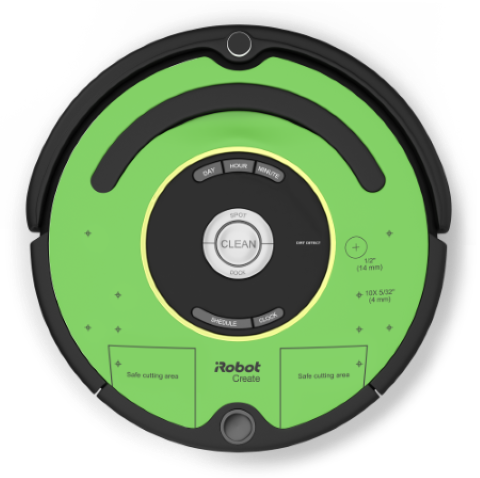 DAY HOUR MINUTE
SPOT
CLEAN
DOCK
DIRT DETECT
1/2"
(14 mm)
10X 5/32"
(4 mm)
SHEDULE CLOCK
iRobot
Create
Safe cutting area
Safe cutting area